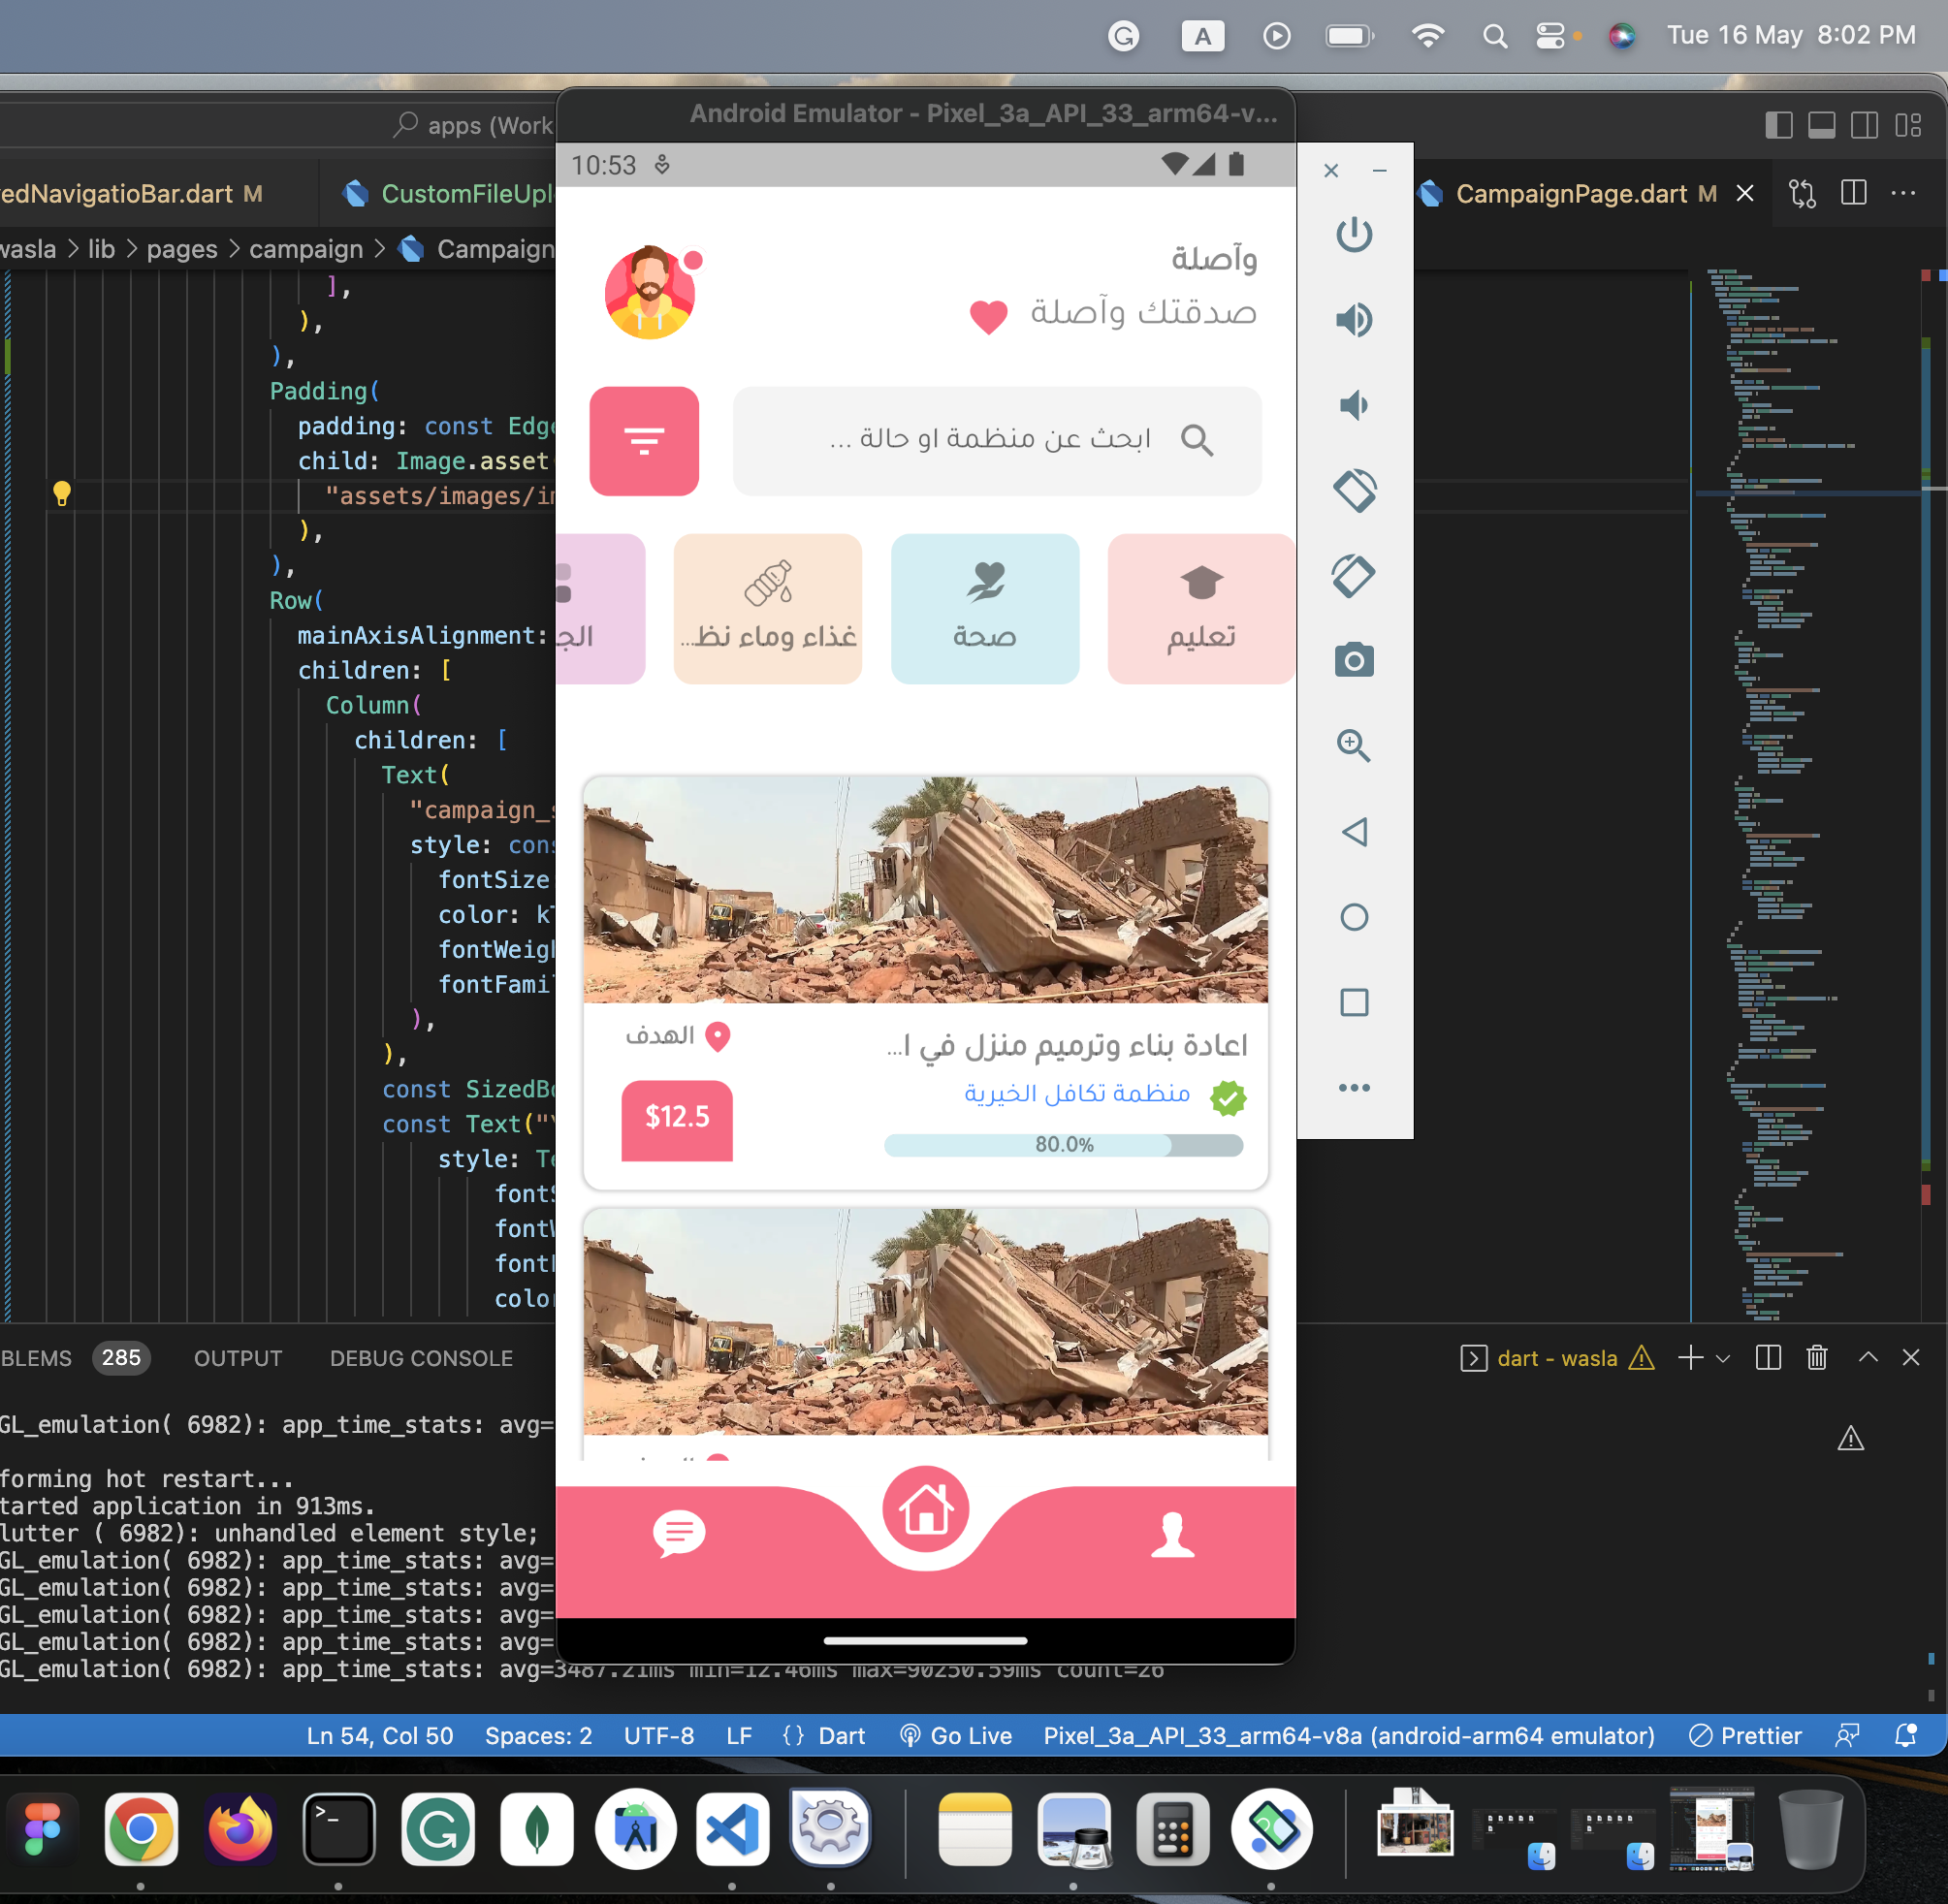 Tue 16 May 8:02 PM
apps (Work
Android Emulator - Pixel_3a_API_33_arm64-v...
edNavigatioBar.dart M
CustomFileUpl
CampaignPage.dart M
wasla > lib > pages > campaign > Campaign
],
),
),
Padding(
padding: const Edge
child: Image.asset
"assets/images/i
),
),
Row(
mainAxisAlignment:
children: [
Column(
children: [
Text(
"campaign_
style: cons
fontSize
color: k
fontWeigh
fontFami
),
),
const SizedBo
const Text("
style: Te
font
fontW
font
color
10:53
وآصلة
صدقتك وآصلة
ابحث عن منظمة او حالة ...
تعليم
صحة
غذاء وماء نظ...
الج
اعادة بناء وترميم منزل في ا...
الهدف
منظمة تكافل الخيرية
$12.5
80.0%
BLEMS 285 OUTPUT DEBUG CONSOLE
dart - wasla
GL_emulation( 6982): app_time_stats: avg=
forming hot restart...
tarted application in 913ms.
lutter ( 6982): unhandled element style;
GL_emulation( 6982): app_time_stats: avg=
GL_emulation( 6982): app_time_stats: avg=
GL_emulation( 6982): app_time_stats: avg=
GL_emulation( 6982): app_time_stats: avg=
GL_emulation( 6982): app_time_stats: avg=3487.21ms min=12.46ms max=90250.59ms count=26
Ln 54, Col 50 Spaces: 2 UTF-8 LF {} Dart Go Live Pixel_3a_API_33_arm64-v8a (android-arm64 emulator) Prettier